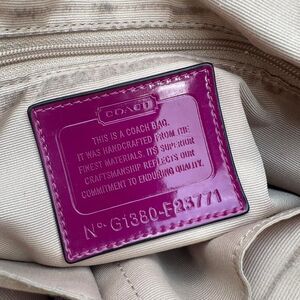 COACH
THIS IS A COACH BAG.
IT WAS HANDCRAFTED FROM THE
FINEST MATERIALS. ITS SUPERIOR
CRAFTSMANSHIP REFLECTS OUR
COMMITMENT TO ENDURING QUALITY.
Nº- G1380-F23771